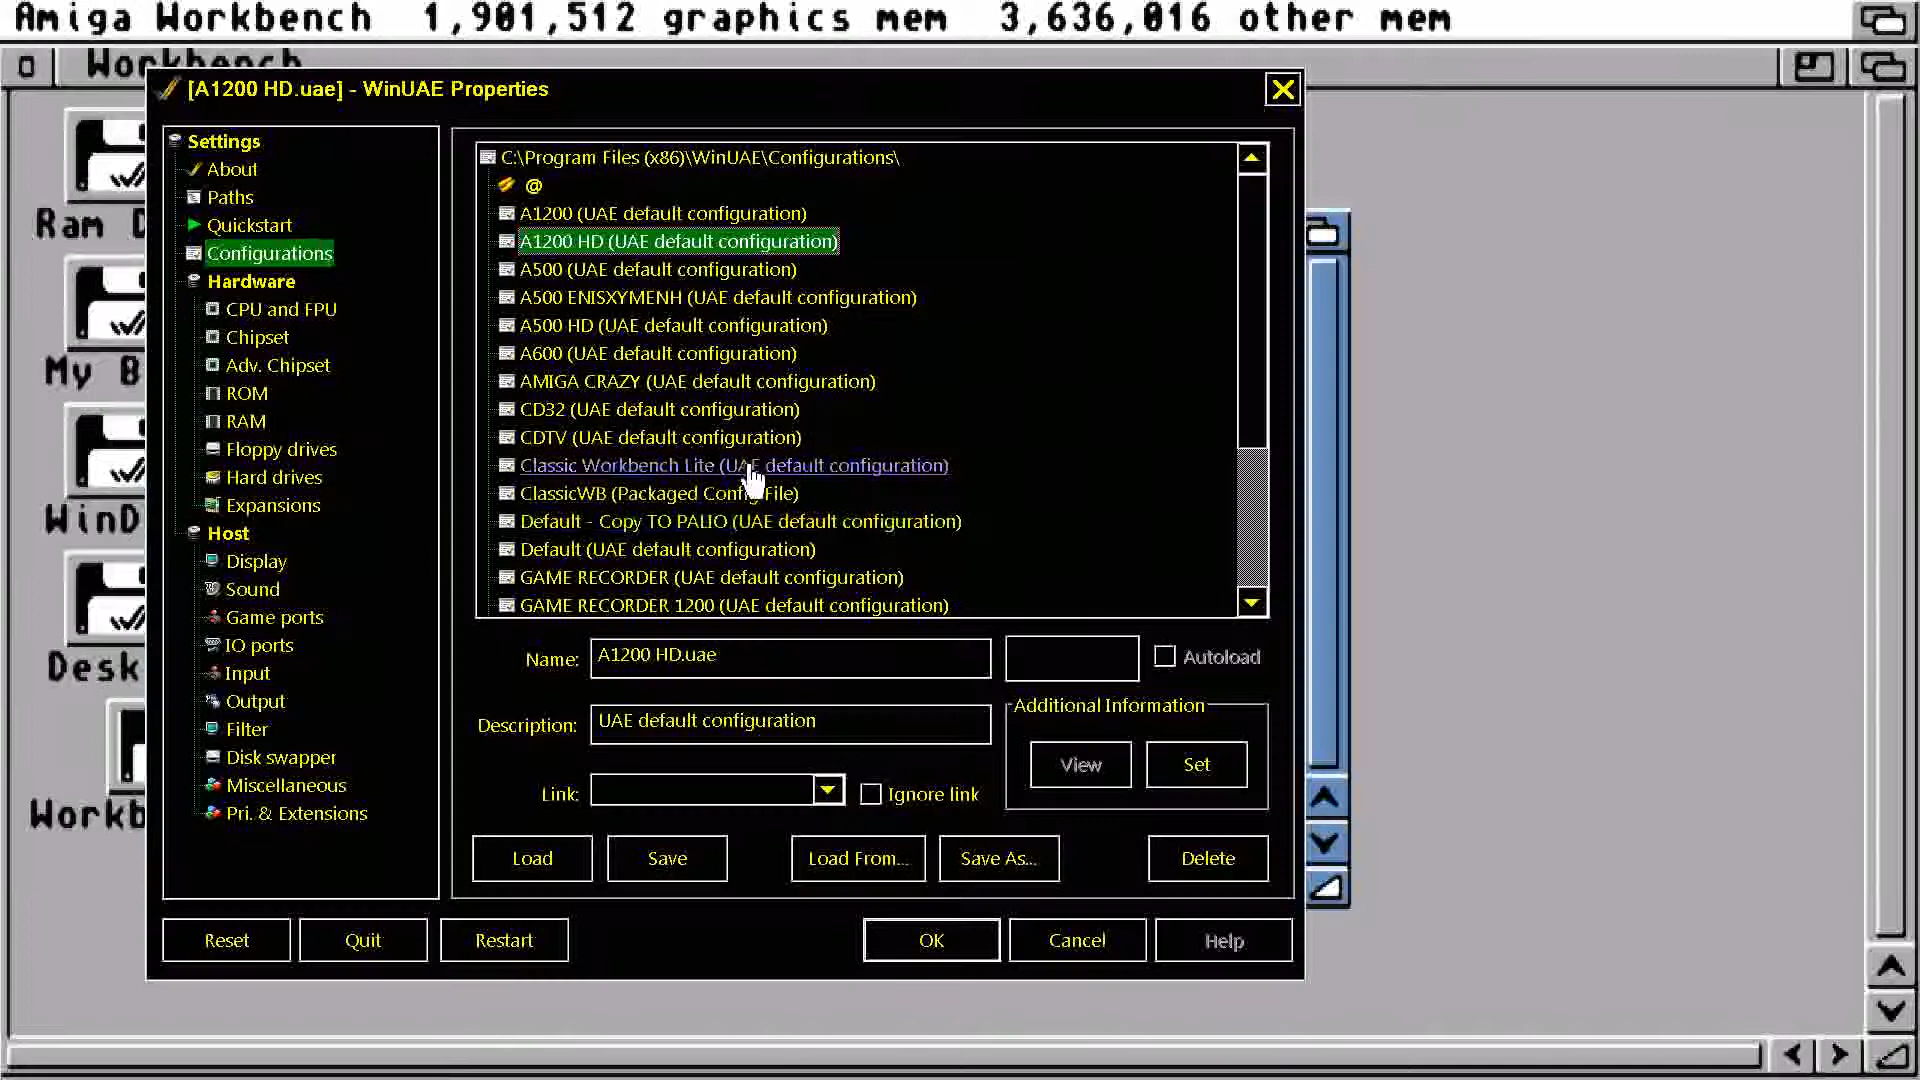 Amiga Workbench 1,901,512 graphics mem 3,636,016 other mem
Workbench
[A1200 HD.uae] - WinUAE Properties
Settings
About
Paths
Quickstart
Configurations
Hardware
CPU and FPU
Chipset
Adv. Chipset
ROM
RAM
Floppy drives
Hard drives
Expansions
Host
Display
Sound
Game ports
IO ports
Input
Output
Filter
Disk swapper
Miscellaneous
Pri. & Extensions
C:\Program Files (x86)\WinUAE\Configurations\
@
A1200 (UAE default configuration)
A1200 HD (UAE default configuration)
A500 (UAE default configuration)
A500 ENISXYMENH (UAE default configuration)
A500 HD (UAE default configuration)
A600 (UAE default configuration)
AMIGA CRAZY (UAE default configuration)
CD32 (UAE default configuration)
CDTV (UAE default configuration)
Classic Workbench Lite (UAE default configuration)
ClassicWB (Packaged Config File)
Default - Copy TO PALIO (UAE default configuration)
Default (UAE default configuration)
GAME RECORDER (UAE default configuration)
GAME RECORDER 1200 (UAE default configuration)
Name: A1200 HD.uae
Autoload
Description: UAE default configuration
Additional Information
View Set
Link:
Ignore link
Load Save Load From... Save As... Delete
Reset Quit Restart OK Cancel Help
Ram D
My B
WinD
Desk
Workb